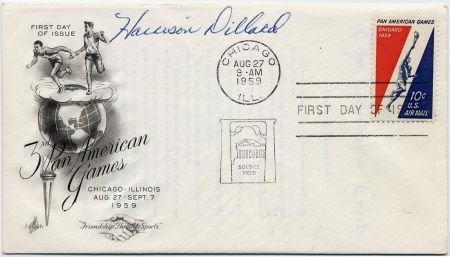 FIRST DAY
OF ISSUE
Harrison Dillard
CHICAGO
AUG 27
9-AM
1959
ILL.
PAN AMERICAN GAMES
CHICAGO
1959
10¢
U.S.
AIR MAIL
FIRST DAY OF IS
SOLDIER
FIELD
3rd Pan American
Games
CHICAGO-ILLINOIS
AUG. 27-SEPT. 7
1959
"Friendship Through Sports"